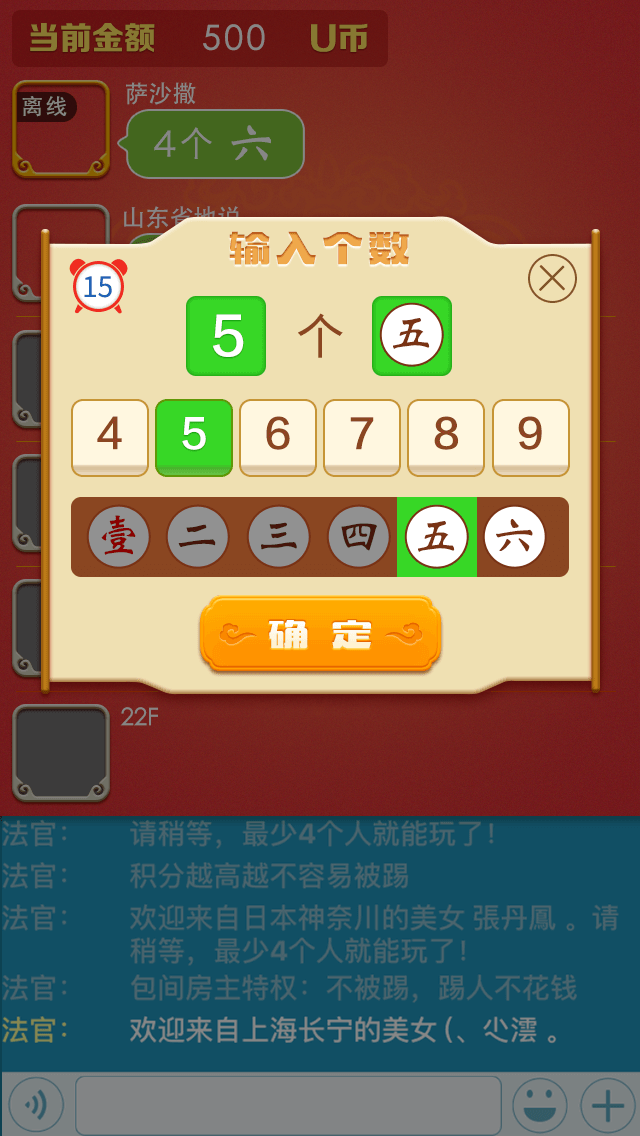 当前金额 500 U币
离线
萨沙撒
4个 六
山东省地说
输入个数
15
5 个 五
4 5 6 7 8 9
壹 二 三 四 五 六
确定
22F
法官： 请稍等，最少4个人就能玩了！
法官： 积分越高越不容易被踢
法官： 欢迎来自日本神奈川的美女 張丹鳳 。请
稍等，最少4个人就能玩了！
法官： 包间房主特权：不被踢，踢人不花钱
法官： 欢迎来自上海长宁的美女(、尐澐 。